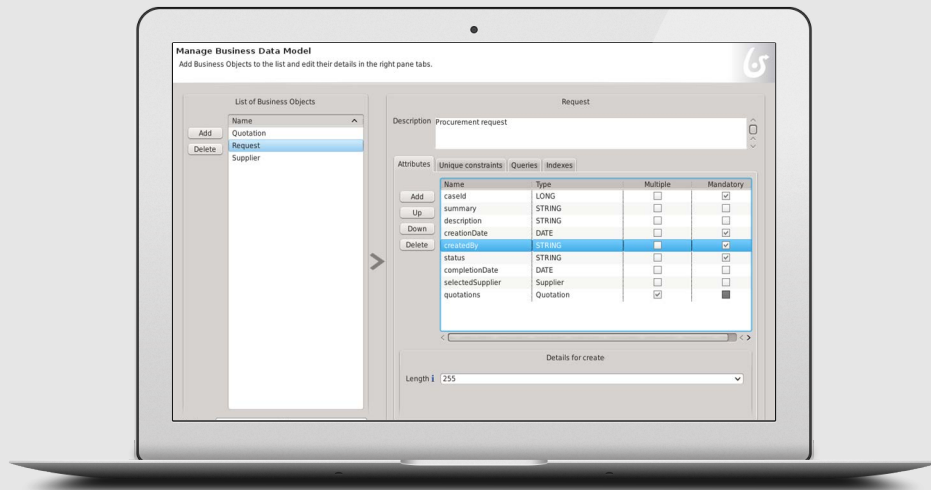 Manage Business Data Model
Add Business Objects to the list and edit their details in the right pane tabs.
List of Business Objects
Add
Delete
Name
Quotation
Request
Supplier
Request
Description Procurement request
Attributes Unique constraints Queries Indexes
Add
Up
Down
Delete
Name Type Multiple Mandatory
caseId LONG
summary STRING
description STRING
creationDate DATE
createdBy STRING
status STRING
completionDate DATE
selectedSupplier Supplier
quotations Quotation
Details for create
Length i 255